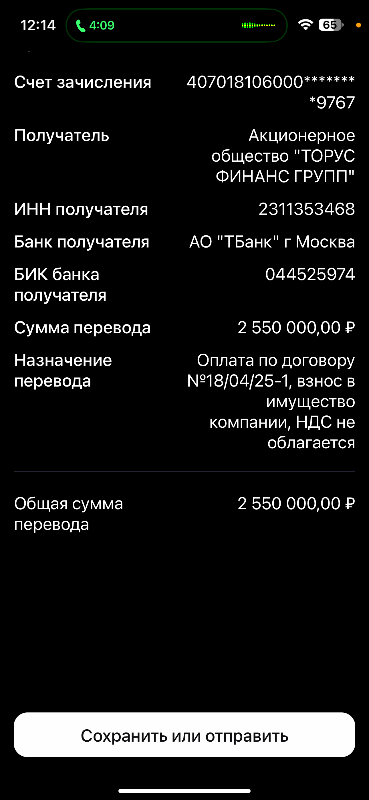 12:14
4:09
65
Счет зачисления
407018106000*******
*9767
Получатель
Акционерное
общество "ТОРУС
ФИНАНС ГРУПП"
ИНН получателя
2311353468
Банк получателя
АО "ТБанк" г Москва
БИК банка
получателя
044525974
Сумма перевода
2 550 000,00 ₽
Назначение
перевода
Оплата по договору
№18/04/25-1, взнос в
имущество
компании, НДС не
облагается
Общая сумма
перевода
2 550 000,00 ₽
Сохранить или отправить